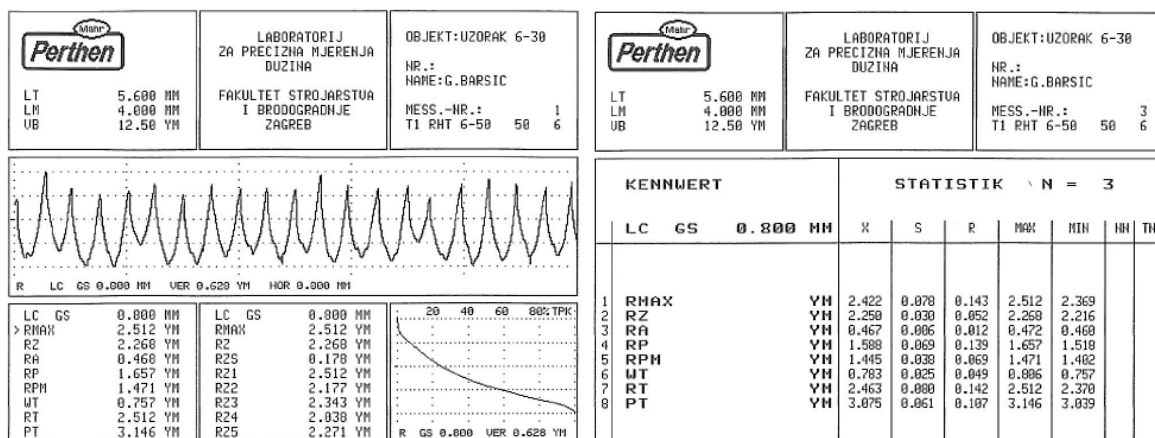 Mahr
Perthen
LT 5.600 MM
LM 4.000 MM
VB 12.50 YM
LABORATORIJ
ZA PRECIZNA MJERENJA
DUZINA
FAKULTET STROJARSTVA
I BRODOGRADNJE
ZAGREB
OBJEKT:UZORAK 6-30
NR.:
NAME:G.BARSIC
MESS.-NR.: 1
T1 RHT 6-50 50 6
R LC GS 0.800 MM VER 0.620 YM HOR 0.800 MM
LC GS 0.800 MM
>RMAX 2.512 YM
RZ 2.268 YM
RA 0.468 YM
RP 1.657 YM
RPM 1.471 YM
WT 0.757 YM
RT 2.512 YM
PT 3.146 YM
LC GS 0.800 MM
RMAX 2.512 YM
RZ 2.268 YM
RZS 0.178 YM
RZ1 2.512 YM
RZ2 2.177 YM
RZ3 2.343 YM
RZ4 2.038 YM
RZ5 2.271 YM
20 40 60 80% TPK
R GS 0.800 VER 0.628 YM
Mahr
Perthen
LT 5.600 MM
LM 4.000 MM
VB 12.50 YM
LABORATORIJ
ZA PRECIZNA MJERENJA
DUZINA
FAKULTET STROJARSTVA
I BRODOGRADNJE
ZAGREB
OBJEKT:UZORAK 6-30
NR.:
NAME:G.BARSIC
MESS.-NR.: 3
T1 RHT 6-50 50 6
KENNWERT STATISTIK N = 3
LC GS 0.800 MM X S R MAX MIN NN TN
1 RMAX YM 2.422 0.078 0.143 2.512 2.369
2 RZ YM 2.250 0.030 0.052 2.268 2.216
3 RA YM 0.467 0.006 0.012 0.472 0.460
4 RP YM 1.588 0.069 0.139 1.657 1.518
5 RPM YM 1.445 0.038 0.069 1.471 1.402
6 WT YM 0.783 0.025 0.049 0.806 0.757
7 RT YM 2.463 0.080 0.142 2.512 2.370
8 PT YM 3.075 0.061 0.107 3.146 3.039